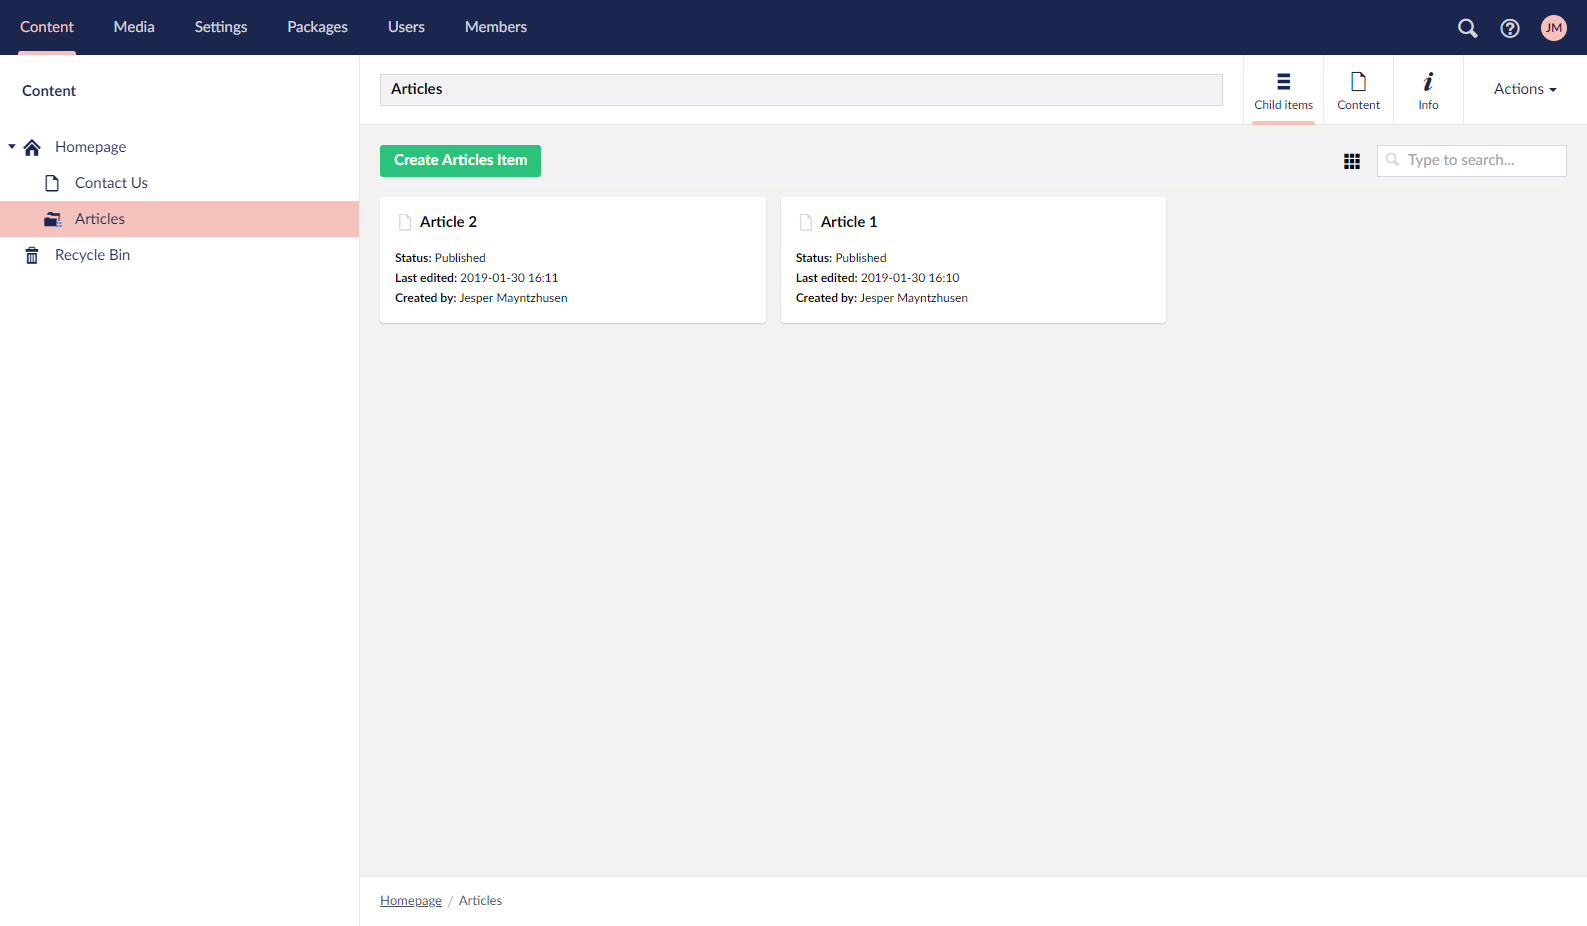 Content Media Settings Packages Users Members JM
Content
Homepage
Contact Us
Articles
Recycle Bin
Articles
Child items Content Info Actions
Create Articles Item Type to search...
Article 2
Status: Published
Last edited: 2019-01-30 16:11
Created by: Jesper Mayntzhusen
Article 1
Status: Published
Last edited: 2019-01-30 16:10
Created by: Jesper Mayntzhusen
Homepage / Articles